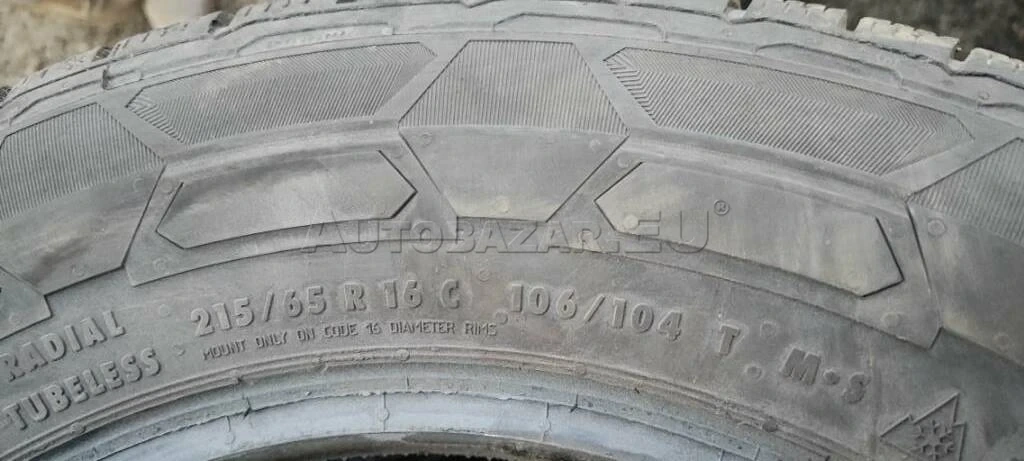 AUTOBAZAR.EU®
RADIAL
TUBELESS
215/65 R 16 C 106/104 T M·S
MOUNT ONLY ON CODE 16 DIAMETER RIMS